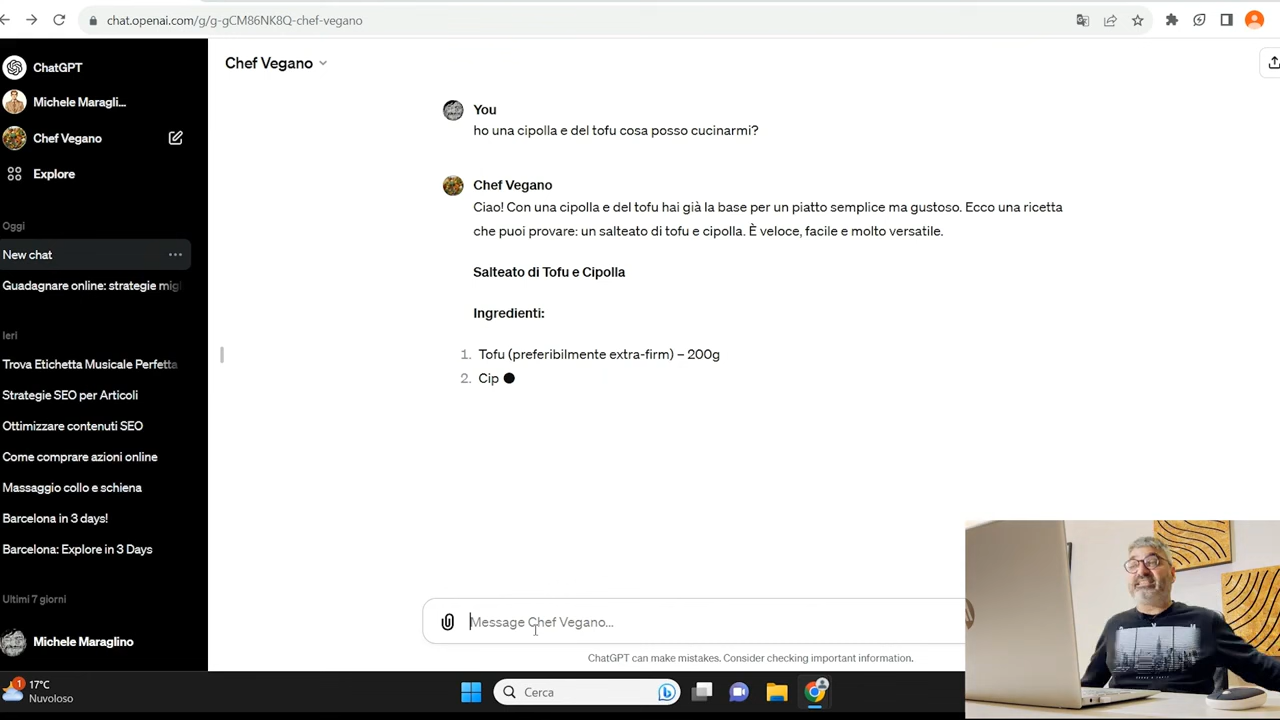 chat.openai.com/g/g-gCM86NK8Q-chef-vegano
ChatGPT
Michele Maragli...
Chef Vegano
Explore
Oggi
New chat
Guadagnare online: strategie mig
Ieri
Trova Etichetta Musicale Perfetta
Strategie SEO per Articoli
Ottimizzare contenuti SEO
Come comprare azioni online
Massaggio collo e schiena
Barcelona in 3 days!
Barcelona: Explore in 3 Days
Ultimi 7 giorni
Michele Maraglino
Chef Vegano
You
ho una cipolla e del tofu cosa posso cucinarmi?
Chef Vegano
Ciao! Con una cipolla e del tofu hai già la base per un piatto semplice ma gustoso. Ecco una ricetta
che puoi provare: un salteato di tofu e cipolla. È veloce, facile e molto versatile.
Salteato di Tofu e Cipolla
Ingredienti:
1. Tofu (preferibilmente extra-firm) – 200g
2. Cip
Message Chef Vegano...
ChatGPT can make mistakes. Consider checking important information.
1
17°C
Nuvoloso
Cerca